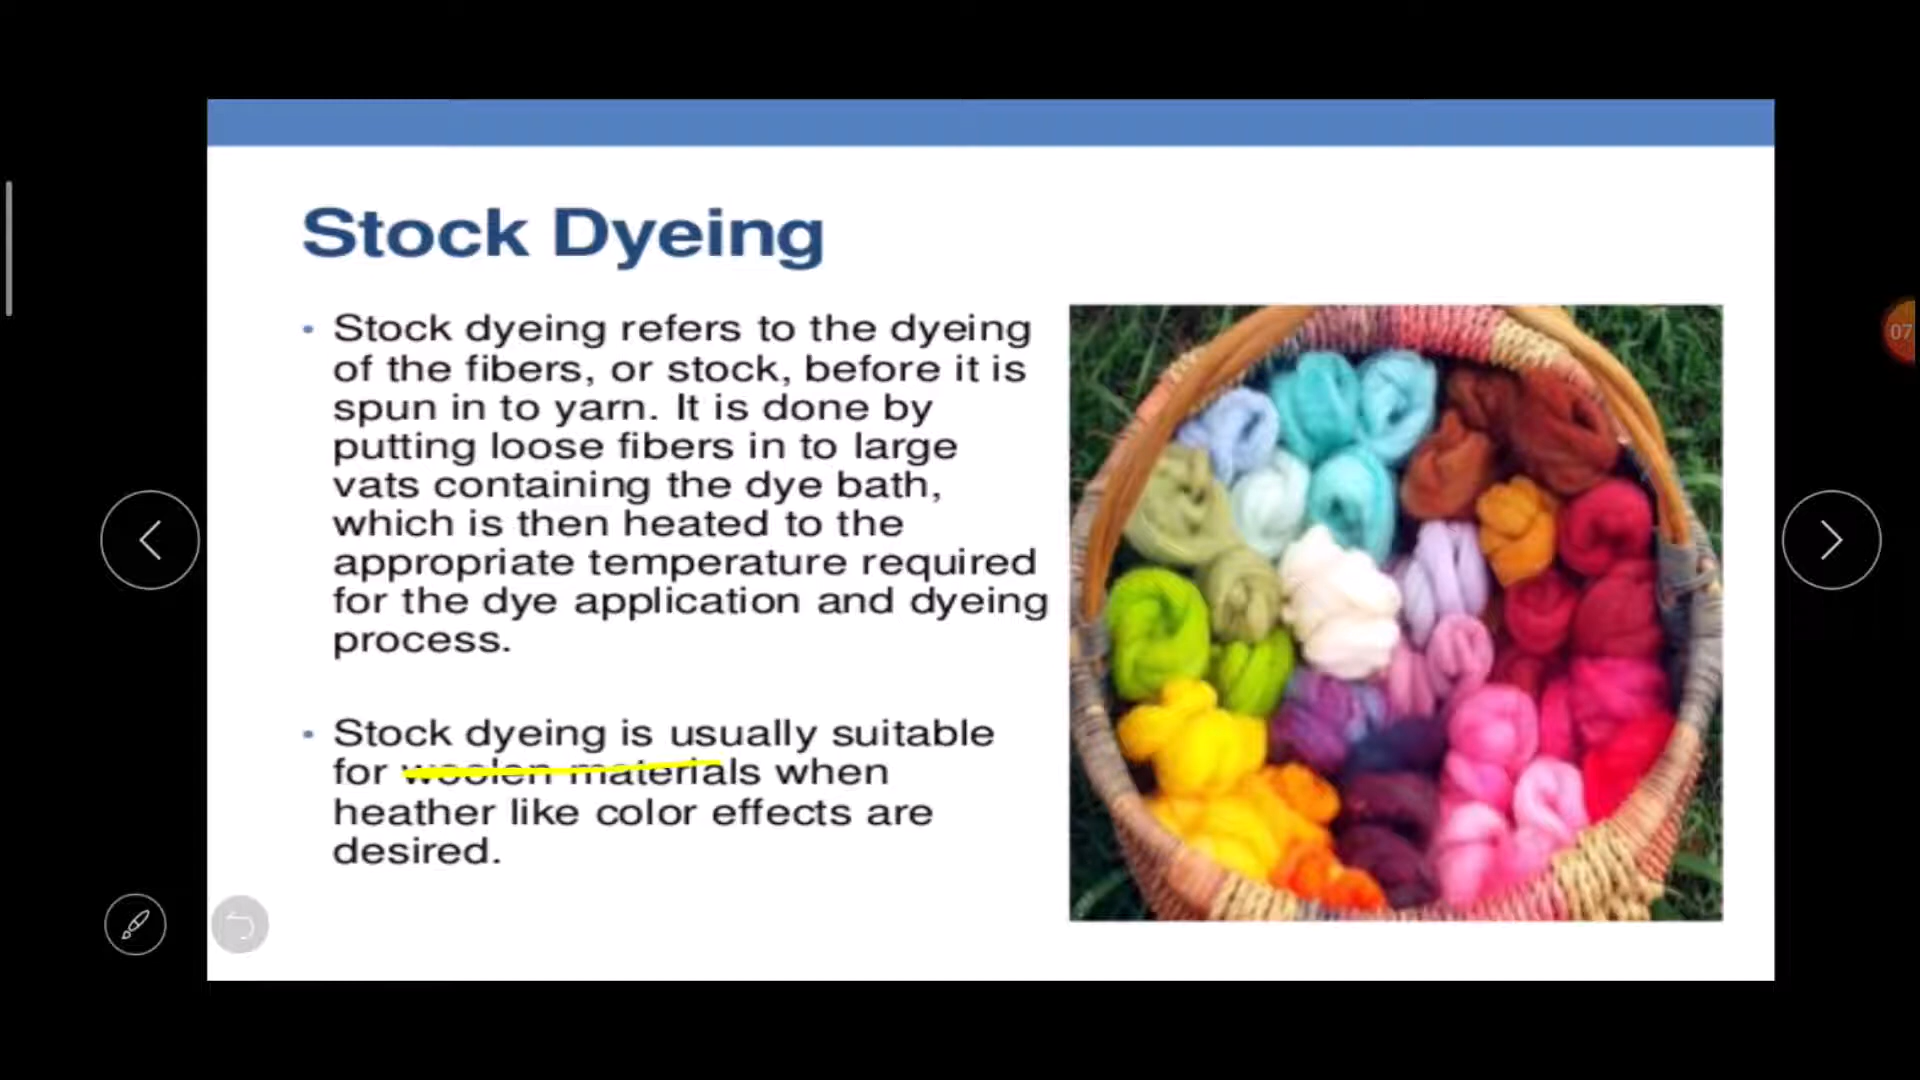 Stock Dyeing
• Stock dyeing refers to the dyeing
of the fibers, or stock, before it is
spun in to yarn. It is done by
putting loose fibers in to large
vats containing the dye bath,
which is then heated to the
appropriate temperature required
for the dye application and dyeing
process.
• Stock dyeing is usually suitable
for woolen materials when
heather like color effects are
desired.
07